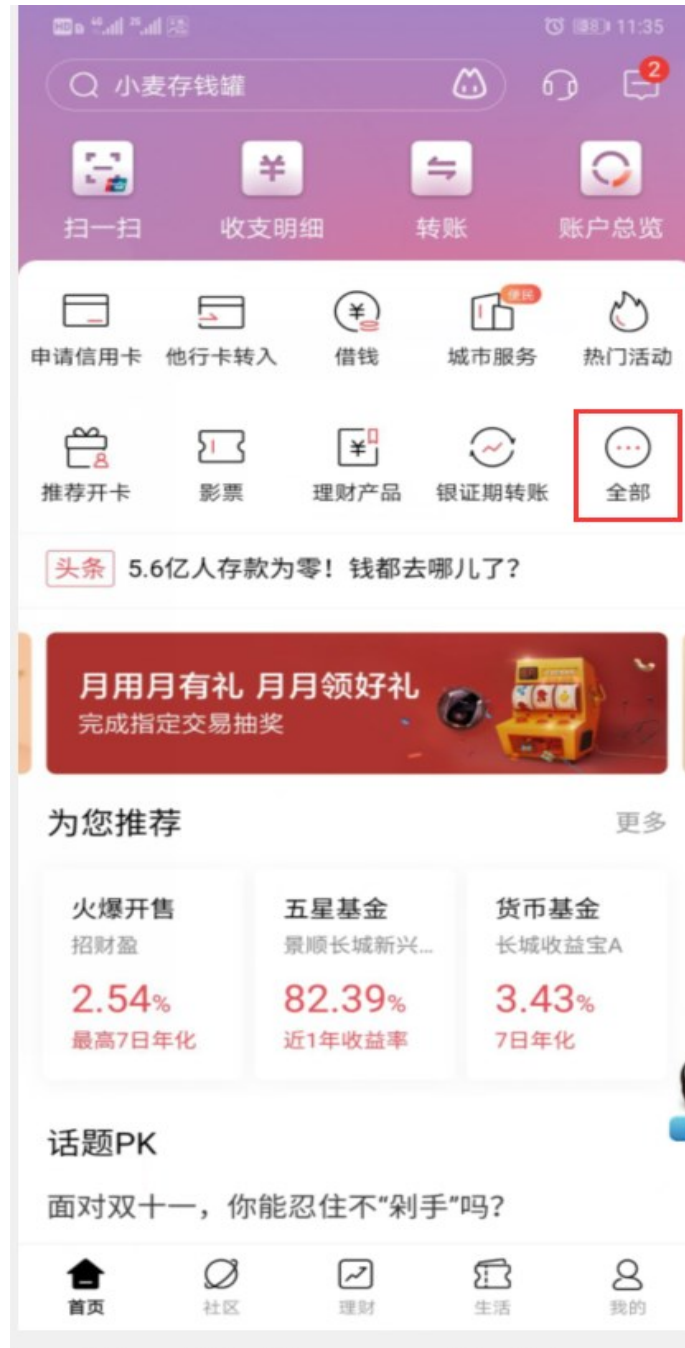 11:35
小麦存钱罐
2
扫一扫 收支明细 转账 账户总览
便民
申请信用卡 他行卡转入 借钱 城市服务 热门活动
推荐开卡 影票 理财产品 银证期转账 全部
头条 5.6亿人存款为零！钱都去哪儿了？
月用月有礼 月月领好礼
完成指定交易抽奖
为您推荐 更多
火爆开售 五星基金 货币基金
招财盈 景顺长城新兴... 长城收益宝A
2.54% 82.39% 3.43%
最高7日年化 近1年收益率 7日年化
话题PK
面对双十一，你能忍住不“剁手”吗？
首页 社区 理财 生活 我的